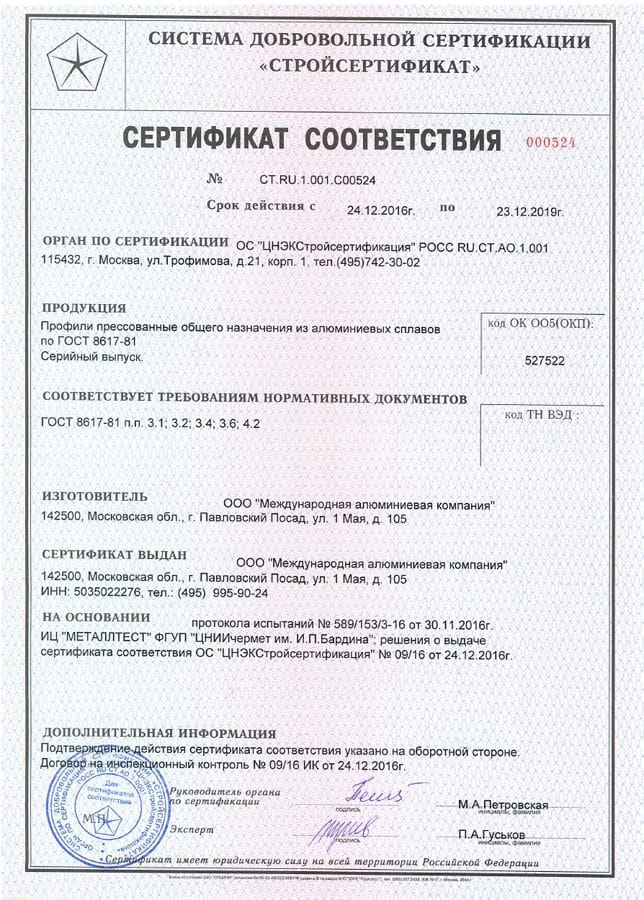 СИСТЕМА ДОБРОВОЛЬНОЙ СЕРТИФИКАЦИИ
«СТРОЙСЕРТИФИКАТ»
СЕРТИФИКАТ СООТВЕТСТВИЯ 000524
№ СТ.RU.1.001.С00524
Срок действия с 24.12.2016г. по 23.12.2019г.
ОРГАН ПО СЕРТИФИКАЦИИ ОС "ЦНЭКСтройсертификация" РОСС RU.СТ.АО.1.001
115432, г. Москва, ул.Трофимова, д.21, корп. 1, тел.(495)742-30-02
ПРОДУКЦИЯ
Профили прессованные общего назначения из алюминиевых сплавов
по ГОСТ 8617-81
Серийный выпуск.
код ОК ОО5(ОКП):
527522
СООТВЕТСТВУЕТ ТРЕБОВАНИЯМ НОРМАТИВНЫХ ДОКУМЕНТОВ
ГОСТ 8617-81 п.п. 3.1; 3.2; 3.4; 3.6; 4.2
код ТН ВЭД :
ИЗГОТОВИТЕЛЬ ООО "Международная алюминиевая компания"
142500, Московская обл., г. Павловский Посад, ул. 1 Мая, д. 105
СЕРТИФИКАТ ВЫДАН ООО "Международная алюминиевая компания"
142500, Московская обл., г. Павловский Посад, ул. 1 Мая, д. 105
ИНН: 5035022276, тел.: (495) 995-90-24
НА ОСНОВАНИИ протокола испытаний № 589/153/3-16 от 30.11.2016г.
ИЦ "МЕТАЛЛТЕСТ" ФГУП "ЦНИИчермет им. И.П.Бардина"; решения о выдаче
сертификата соответствия ОС "ЦНЭКСтройсертификация" № 09/16 от 24.12.2016г.
ДОПОЛНИТЕЛЬНАЯ ИНФОРМАЦИЯ
Подтверждение действия сертификата соответствия указано на оборотной стороне.
Договор на инспекционный контроль № 09/16 ИК от 24.12.2016г.
Руководитель органа
по сертификации
подпись
М.А.Петровская
инициалы, фамилия
Для
сертификатов
соответствия
М.П.
Эксперт
подпись
П.А.Гуськов
инициалы, фамилия
Сертификат имеет юридическую силу на всей территории Российской Федерации